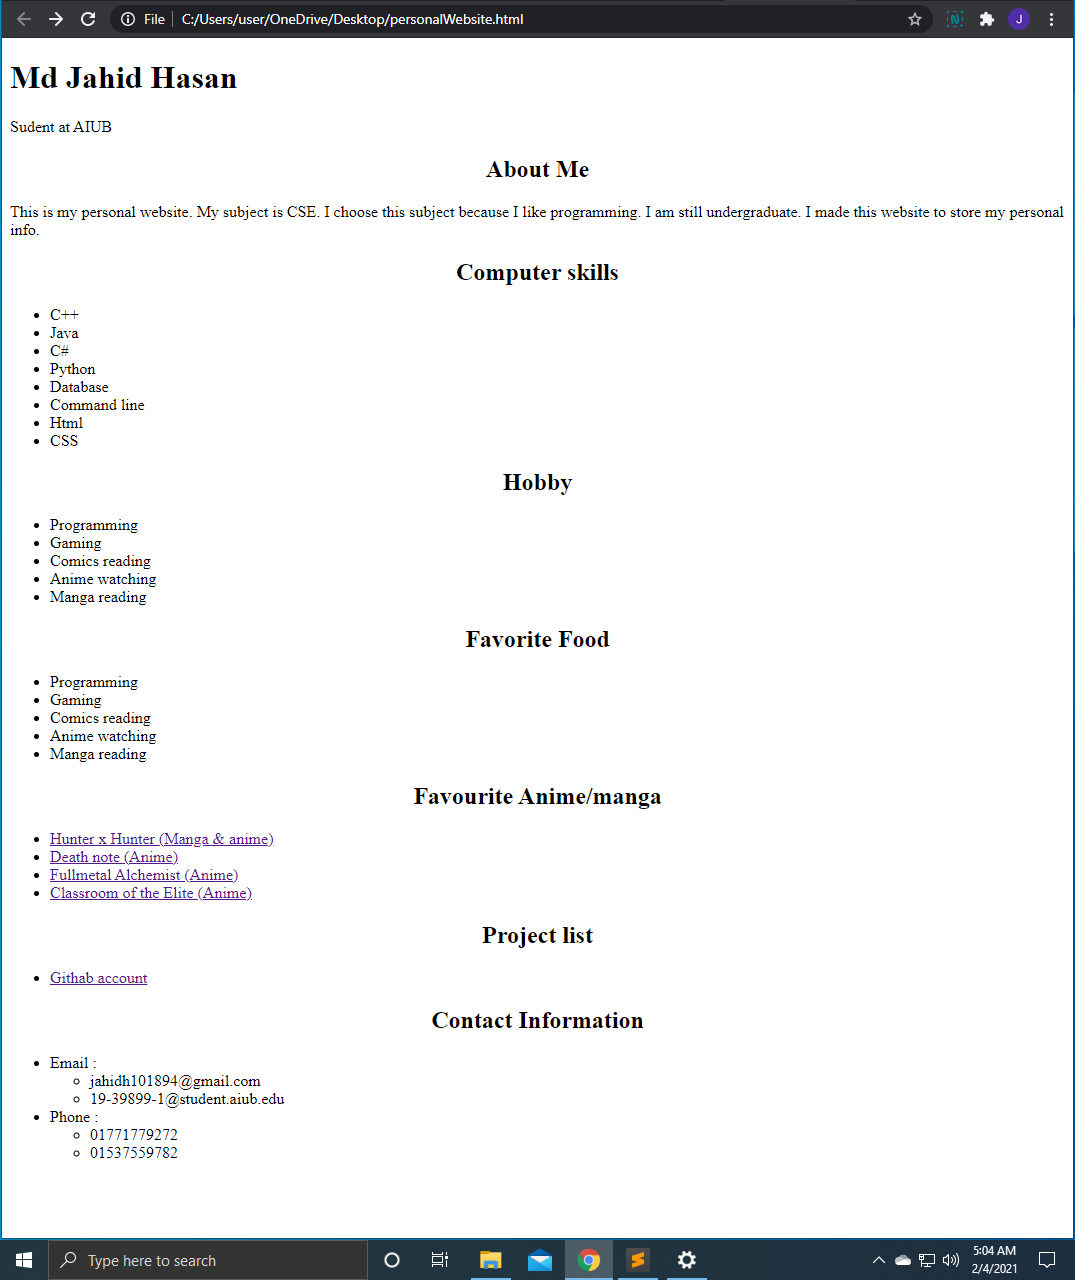 File
C:/Users/user/OneDrive/Desktop/personalWebsite.html
J
Md Jahid Hasan
Sudent at AIUB
About Me
This is my personal website. My subject is CSE. I choose this subject because I like programming. I am still undergraduate. I made this website to store my personal
info.
Computer skills
C++
Java
C#
Python
Database
Command line
Html
CSS
Hobby
Programming
Gaming
Comics reading
Anime watching
Manga reading
Favorite Food
Programming
Gaming
Comics reading
Anime watching
Manga reading
Favourite Anime/manga
Hunter x Hunter (Manga & anime)
Death note (Anime)
Fullmetal Alchemist (Anime)
Classroom of the Elite (Anime)
Project list
Githab account
Contact Information
Email :
jahidh101894@gmail.com
19-39899-1@student.aiub.edu
Phone :
01771779272
01537559782
Type here to search
5:04 AM
2/4/2021